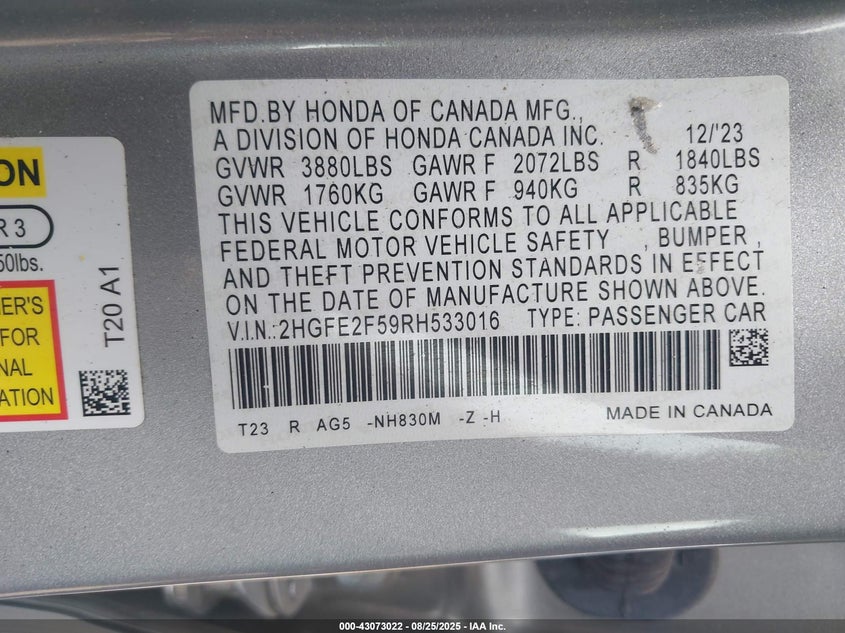 MFD.BY HONDA OF CANADA MFG.,
A DIVISION OF HONDA CANADA INC. 12/'23
GVWR 3880LBS GAWR F 2072LBS R 1840LBS
GVWR 1760KG GAWR F 940KG R 835KG
THIS VEHICLE CONFORMS TO ALL APPLICABLE
FEDERAL MOTOR VEHICLE SAFETY , BUMPER ,
AND THEFT PREVENTION STANDARDS IN EFFECT
ON THE DATE OF MANUFACTURE SHOWN ABOVE.
V.I.N.:2HGFE2F59RH533016 TYPE: PASSENGER CAR
T23 R AG5 -NH830M -Z -H MADE IN CANADA
ON
R 3
50lbs.
ER'S
FOR
NAL
ATION
T20 A1
000-43073022 - 08/25/2025 - IAA Inc.